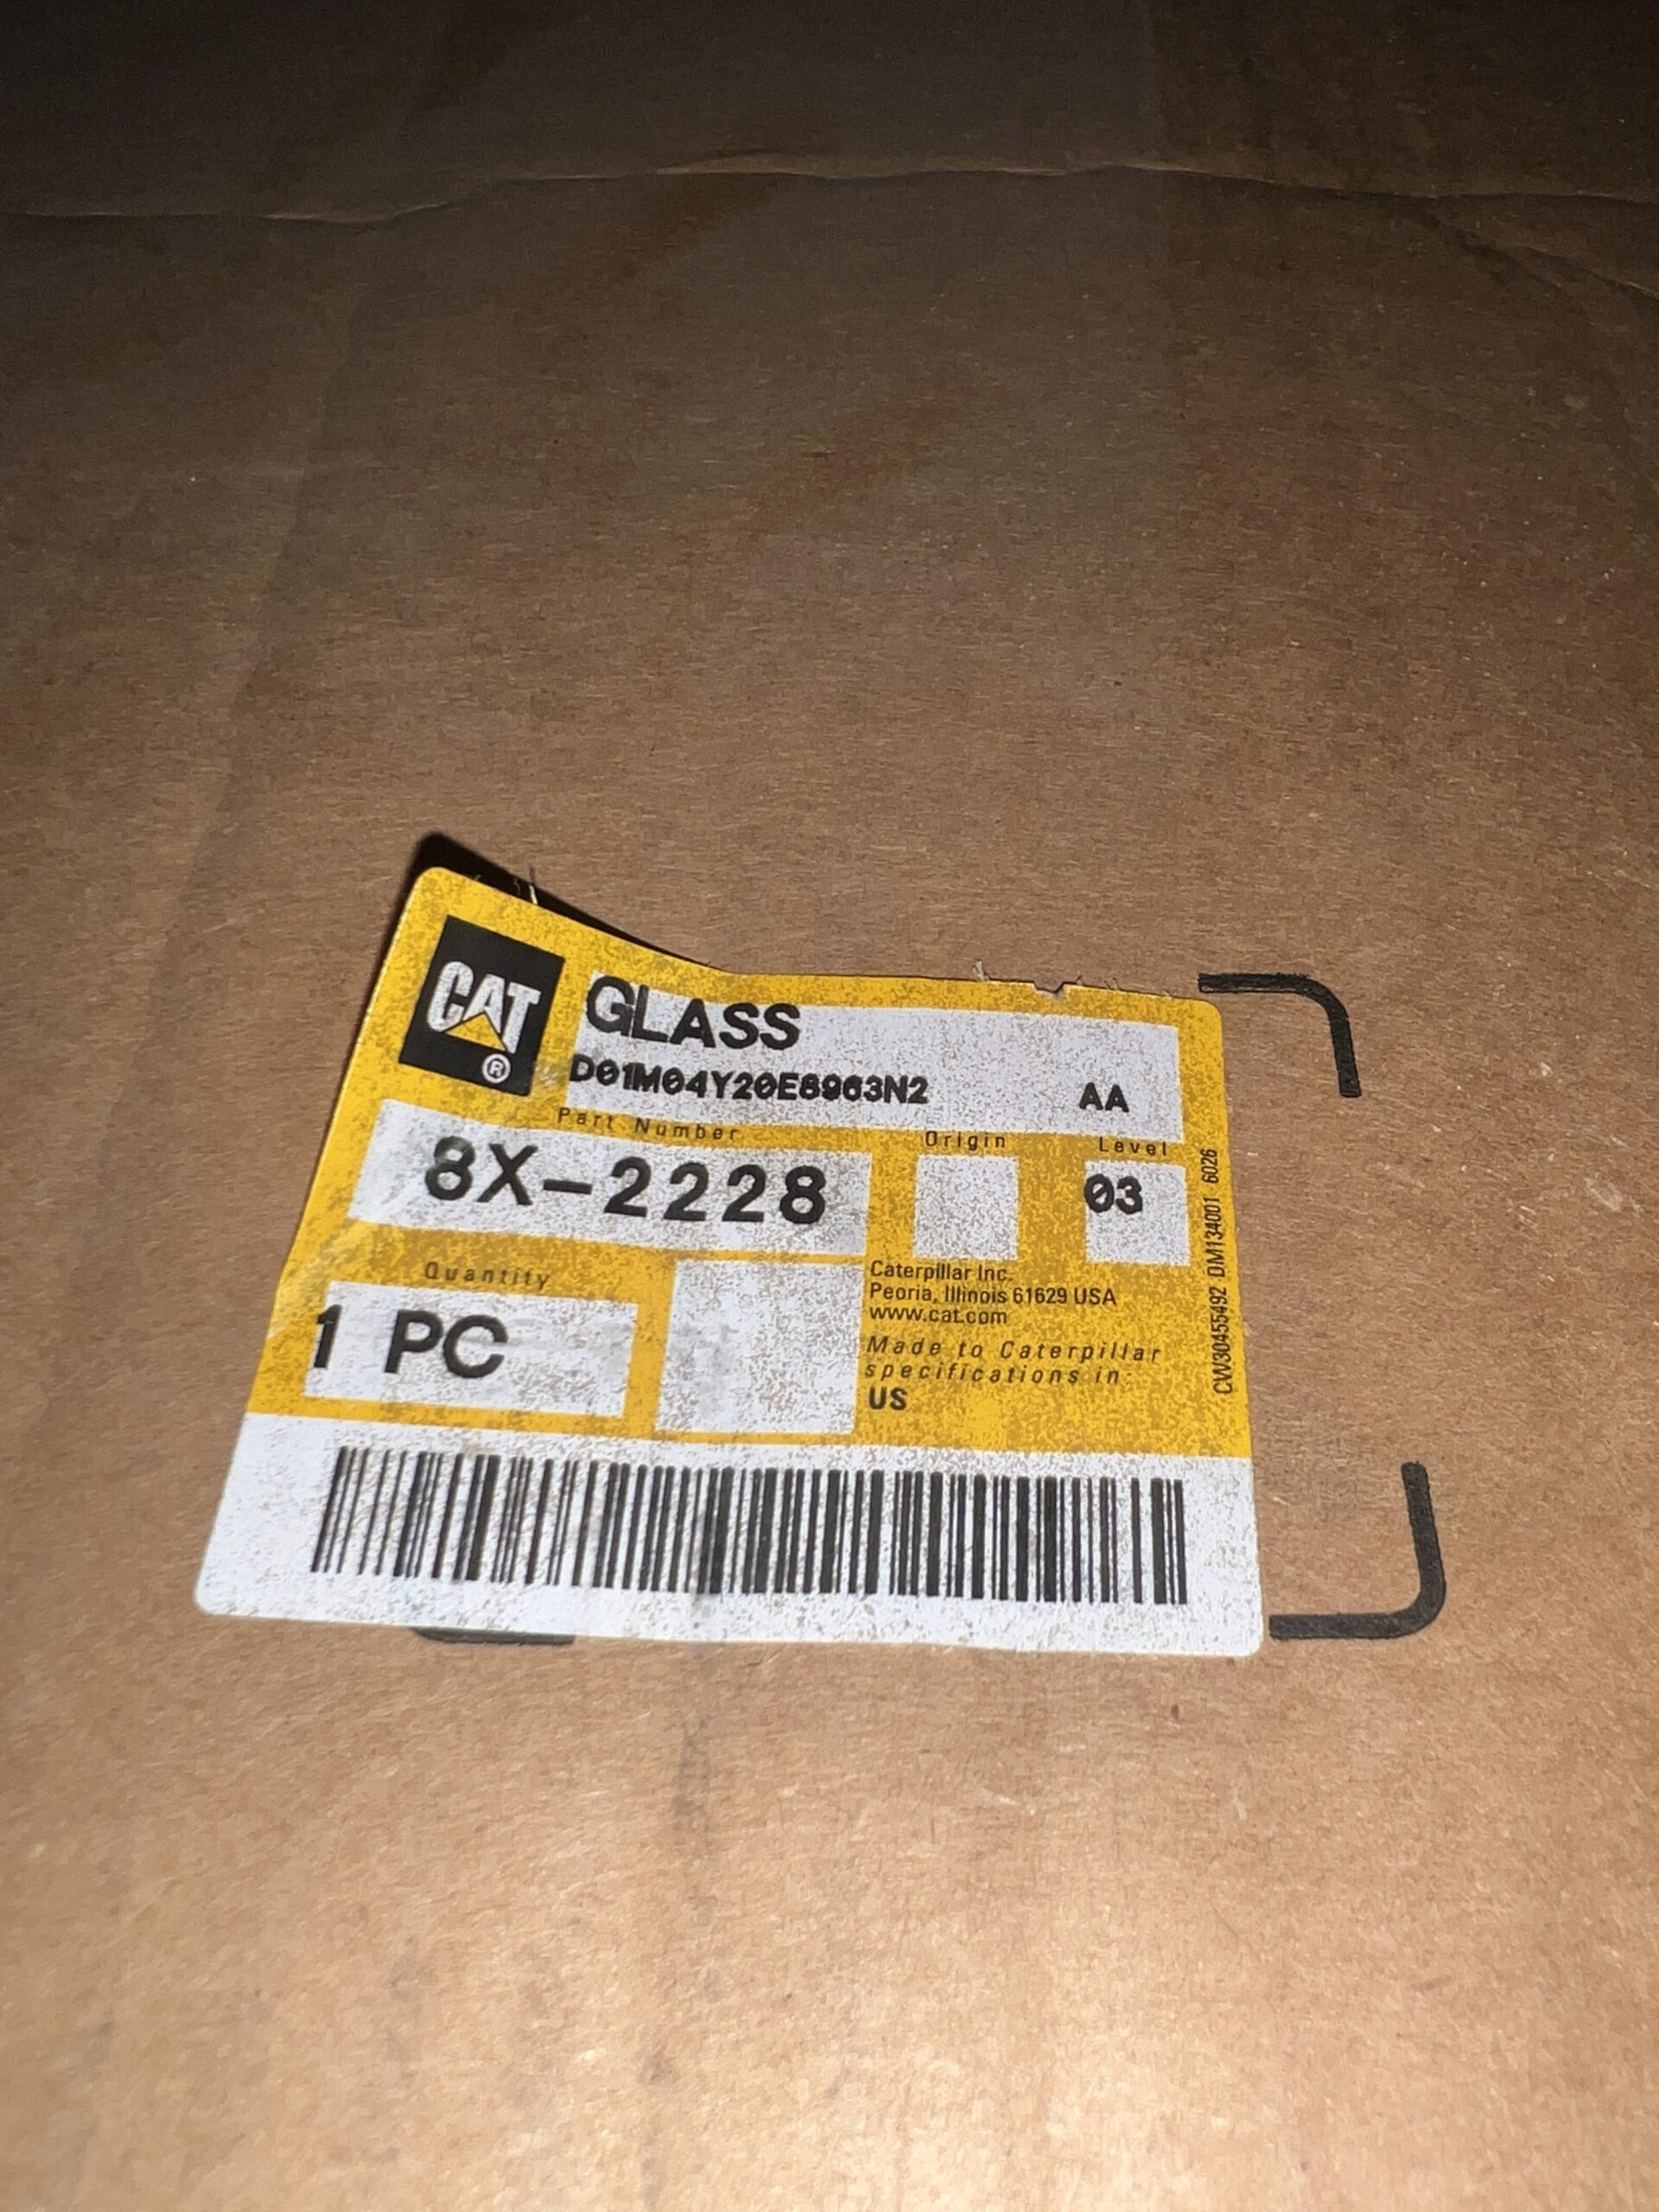 CAT
®
GLASS
D01M04Y20E8963N2 AA
Part Number Origin Level
8X-2228 03
Quantity
1 PC
Caterpillar Inc.
Peoria, Illinois 61629 USA
www.cat.com
Made to Caterpillar
specifications in
US
CW30455492 DM134001 6026